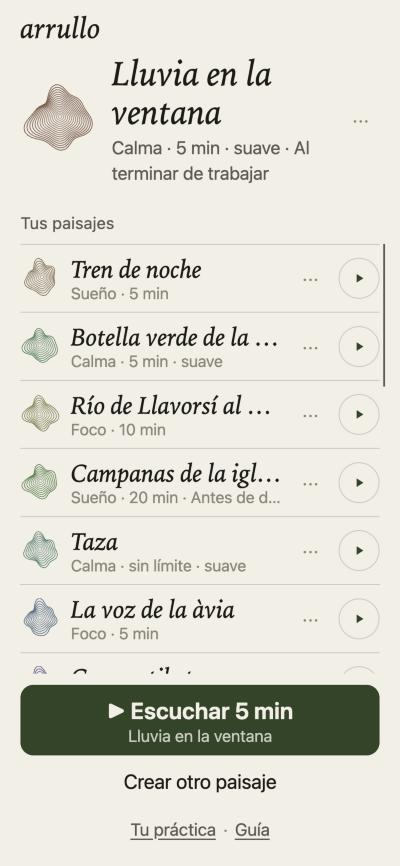 arrullo
Lluvia en la
ventana
Calma · 5 min · suave · Al
terminar de trabajar
...
Tus paisajes
Tren de noche
Sueño · 5 min
...
Botella verde de la ...
Calma · 5 min · suave
...
Río de Llavorsí al ...
Foco · 10 min
...
Campanas de la igl...
Sueño · 20 min · Antes de d...
...
Taza
Calma · sin límite · suave
...
La voz de la àvia
Foco · 5 min
...
Escuchar 5 min
Lluvia en la ventana
Crear otro paisaje
Tu práctica · Guía